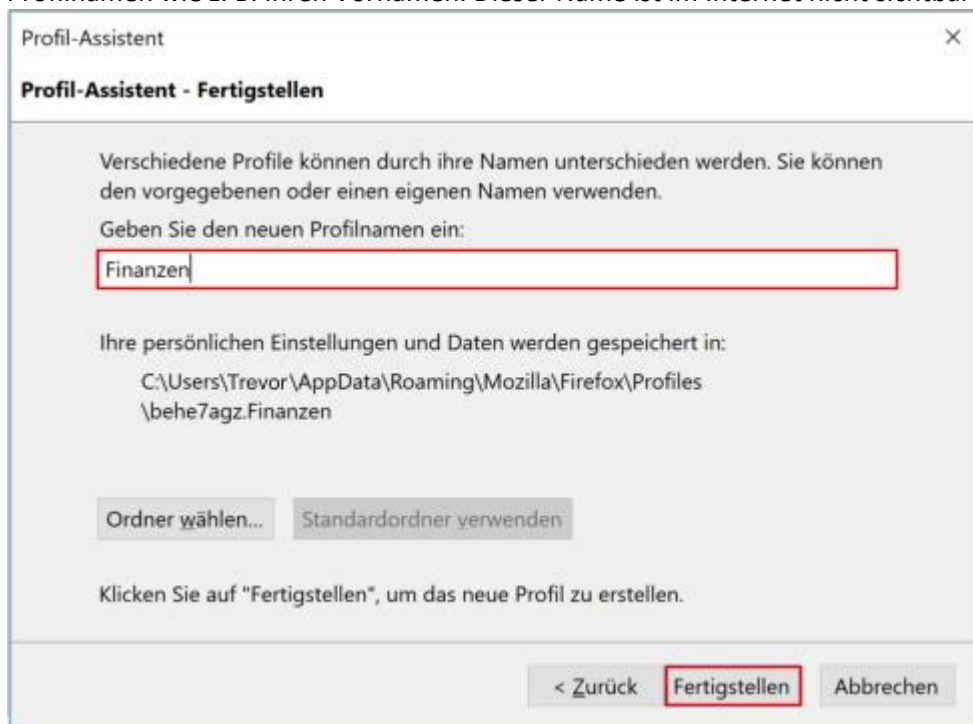 Profil-Assistent
Profil-Assistent - Fertigstellen
Verschiedene Profile können durch ihre Namen unterschieden werden. Sie können
den vorgegebenen oder einen eigenen Namen verwenden.
Geben Sie den neuen Profilnamen ein:
Finanzen
Ihre persönlichen Einstellungen und Daten werden gespeichert in:
C:\Users\Trevor\AppData\Roaming\Mozilla\Firefox\Profiles
\behe7agz.Finanzen
Ordner wählen... Standardordner verwenden
Klicken Sie auf "Fertigstellen", um das neue Profil zu erstellen.
< Zurück Fertigstellen Abbrechen